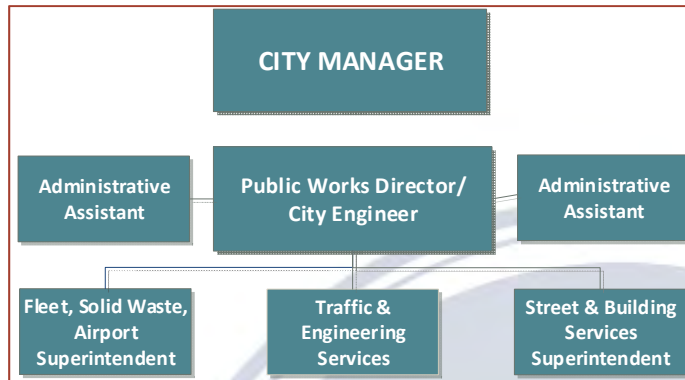 CITY MANAGER
Administrative
Assistant
Public Works Director/
City Engineer
Administrative
Assistant
Fleet, Solid Waste,
Airport
Superintendent
Traffic &
Engineering
Services
Street & Building
Services
Superintendent